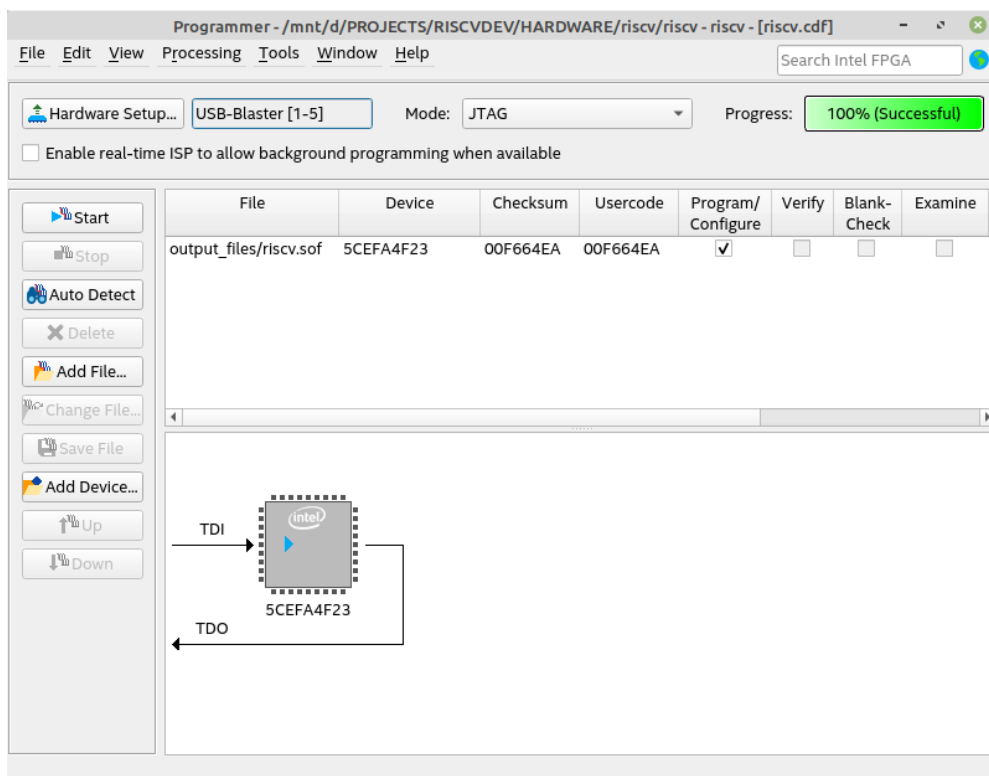 Programmer - /mnt/d/PROJECTS/RISCVDEV/HARDWARE/riscv/riscv - riscv - [riscv.cdf]
File Edit View Processing Tools Window Help
Search Intel FPGA
Hardware Setup... USB-Blaster [1-5] Mode: JTAG Progress: 100% (Successful)
Enable real-time ISP to allow background programming when available
Start
Stop
Auto Detect
Delete
Add File...
Change File...
Save File
Add Device...
Up
Down
File Device Checksum Usercode Program/ Verify Blank- Examine
Configure Check
output_files/riscv.sof 5CEFA4F23 00F664EA 00F664EA
intel
TDI
5CEFA4F23
TDO